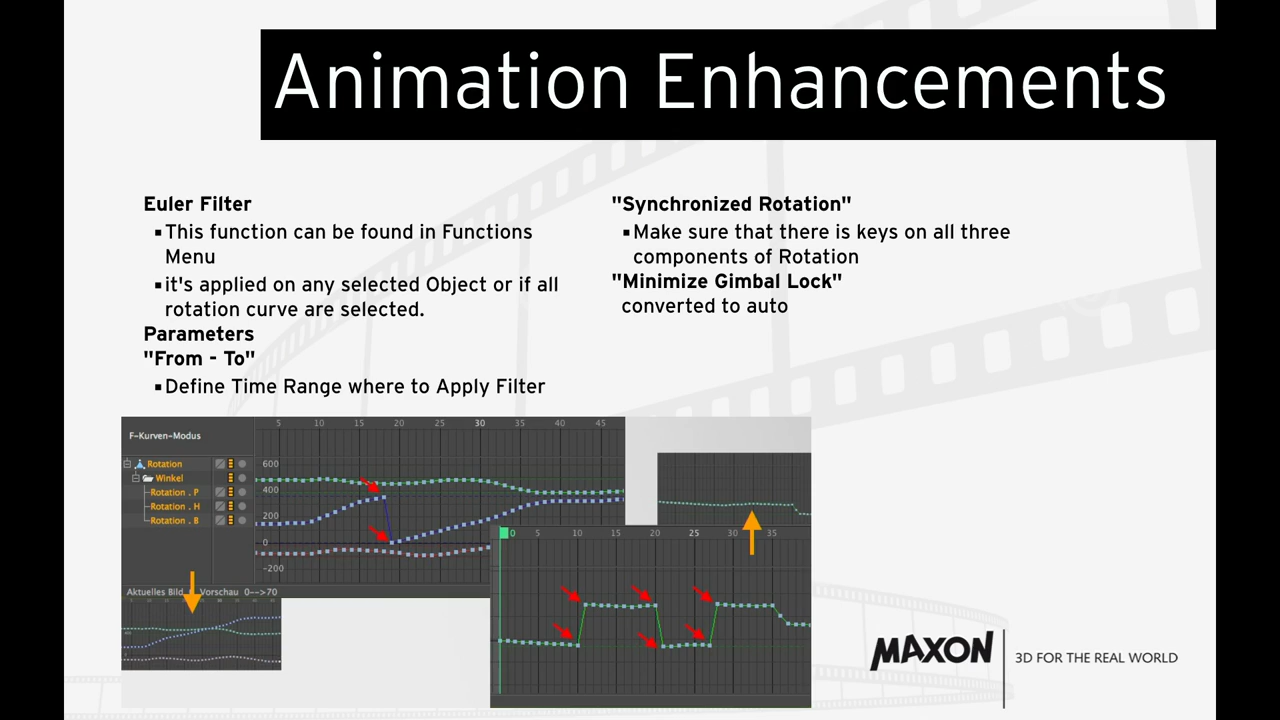 Animation Enhancements
Euler Filter
▪This function can be found in Functions
Menu
▪it's applied on any selected Object or if all
rotation curve are selected.
Parameters
"From - To"
▪Define Time Range where to Apply Filter
"Synchronized Rotation"
▪Make sure that there is keys on all three
components of Rotation
"Minimize Gimbal Lock"
converted to auto
F-Kurven-Modus
5 10 15 20 25 30 35 40 45
Rotation
Winkel
Rotation . P
Rotation . H
Rotation . B
600
400
200
0
-200
Aktuelles Bild Vorschau 0-->70
0 5 10 15 20 25 30 35
MAXON
3D FOR THE REAL WORLD